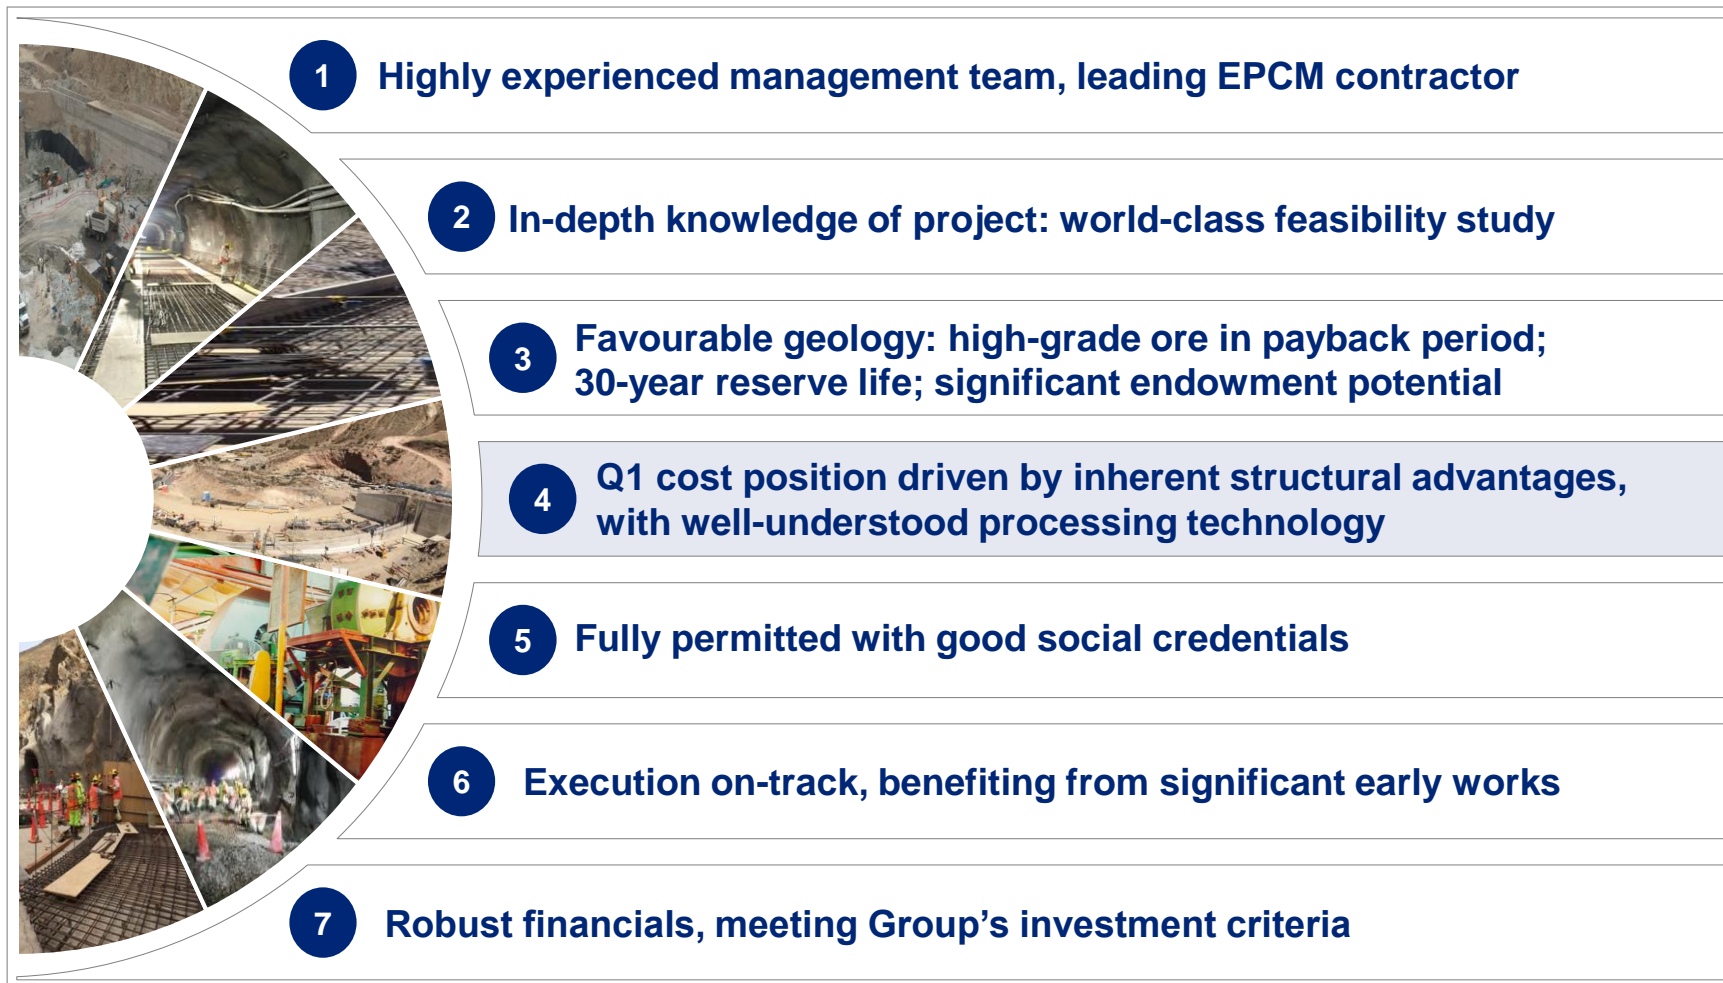 1 Highly experienced management team, leading EPCM contractor
2 In-depth knowledge of project: world-class feasibility study
3 Favourable geology: high-grade ore in payback period;
30-year reserve life; significant endowment potential
4 Q1 cost position driven by inherent structural advantages,
with well-understood processing technology
5 Fully permitted with good social credentials
6 Execution on-track, benefiting from significant early works
7 Robust financials, meeting Group’s investment criteria